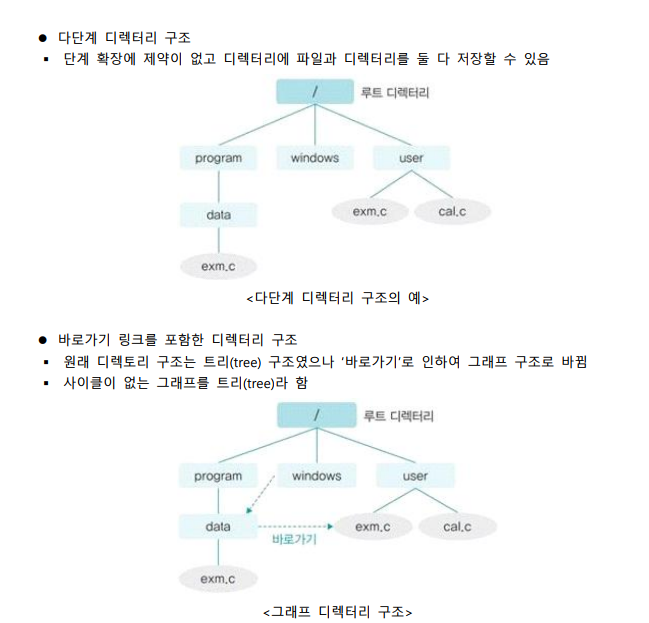 ● 다단계 디렉터리 구조
▪ 단계 확장에 제약이 없고 디렉터리에 파일과 디렉터리를 둘 다 저장할 수 있음
/ 루트 디렉터리
program windows user
data exm.c cal.c
exm.c
<다단계 디렉터리 구조의 예>
● 바로가기 링크를 포함한 디렉터리 구조
▪ 원래 디렉토리 구조는 트리(tree) 구조였으나 ‘바로가기’로 인하여 그래프 구조로 바뀜
▪ 사이클이 없는 그래프를 트리(tree)라 함
/ 루트 디렉터리
program windows user
data exm.c cal.c
바로가기
exm.c
<그래프 디렉터리 구조>